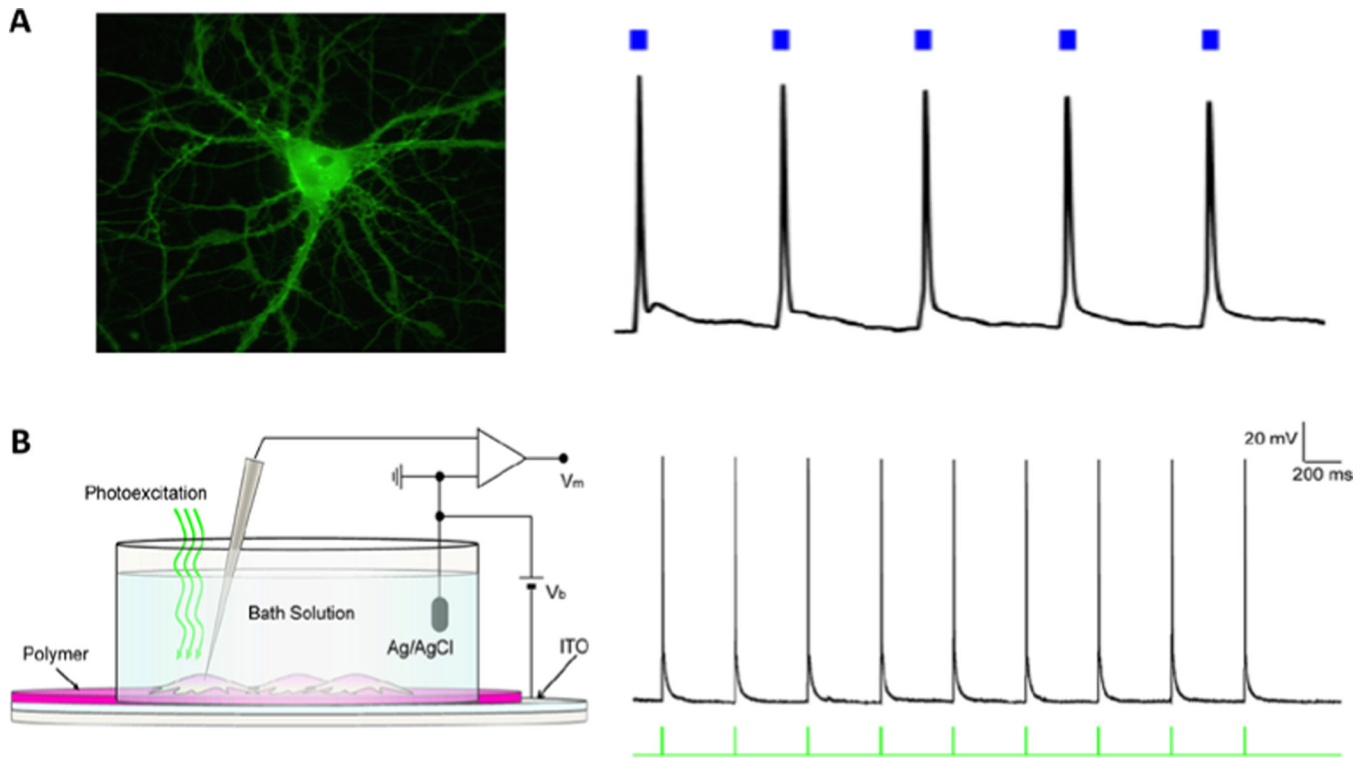 A
B
Photoexcitation
Vm
Bath Solution
Vb
Ag/AgCl
ITO
Polymer
20 mV
200 ms